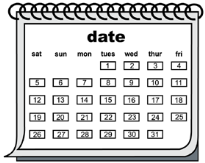 date
sat sun mon tues wed thur fri
1 2 3 4
5 6 7 8 9 10 11
12 13 14 15 16 17 18
19 20 21 22 23 24 25
26 27 28 29 30 31